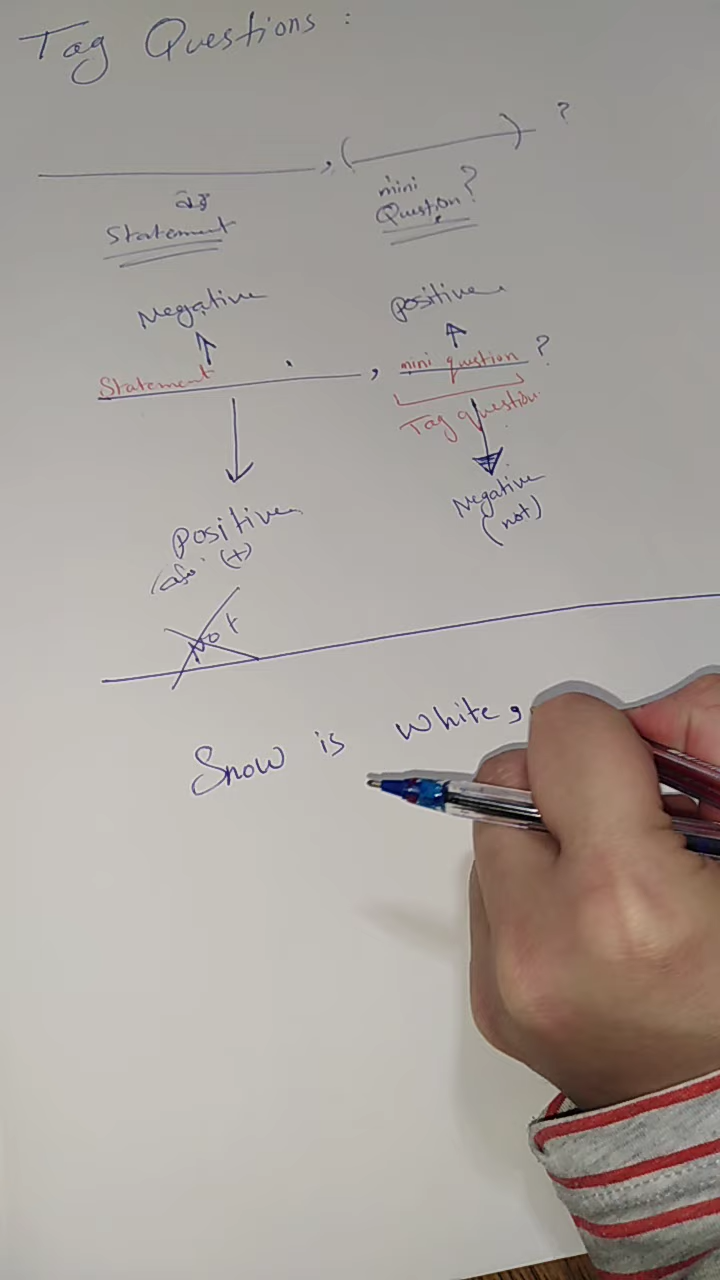 Tag Questions :
, ( ) ?
Statement
mini
Question?
Negative
positive
Statement , mini question ?
Tag question
Positive
(+)
Negative
(not)
Not
Snow is white,